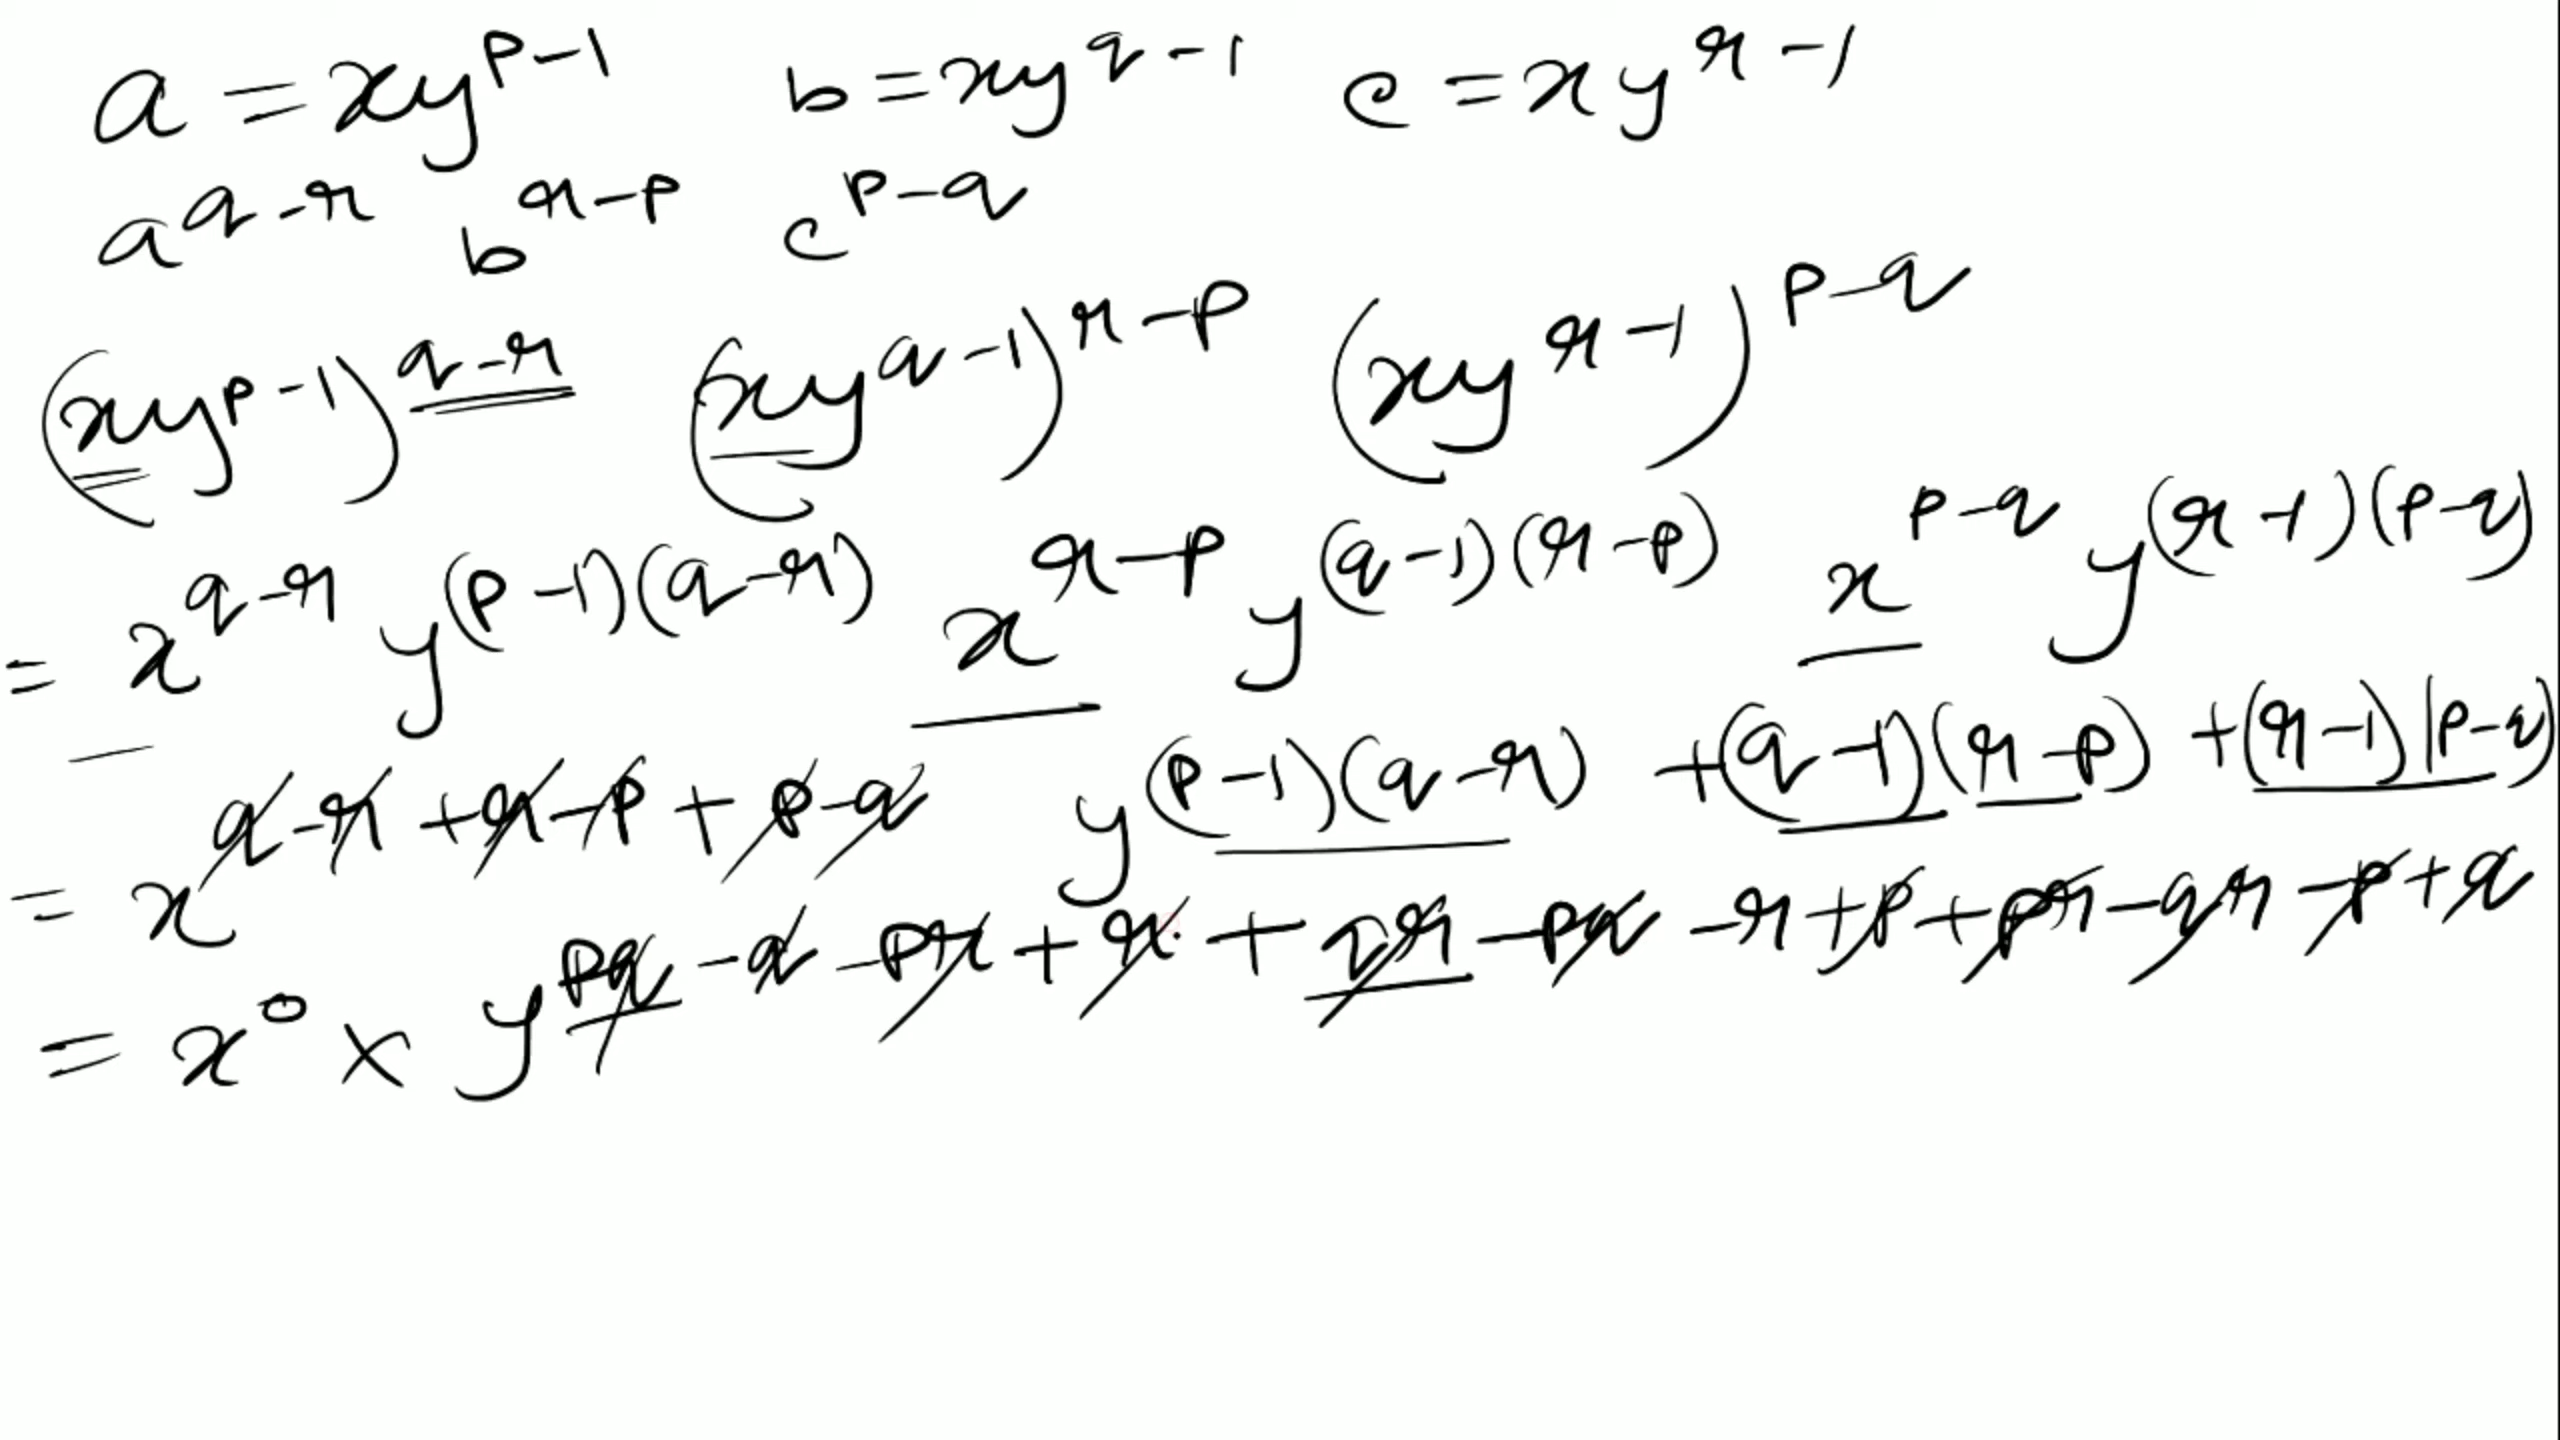 a = xy^{p-1} b = xy^{q-1} c = xy^{r-1}
a^{q-r} b^{r-p} c^{p-q}
(xy^{p-1})^{q-r} (xy^{q-1})^{r-p} (xy^{r-1})^{p-q}
= x^{q-r} y^{(p-1)(q-r)} x^{r-p} y^{(q-1)(r-p)} x^{p-q} y^{(r-1)(p-q)}
= x^{q-r+r-p+p-q} y^{(p-1)(q-r)+(q-1)(r-p)+(r-1)(p-q)}
= x^0 × y^{pq-q-pr+r+qr-pq-r+p+pr-qr-p+q}